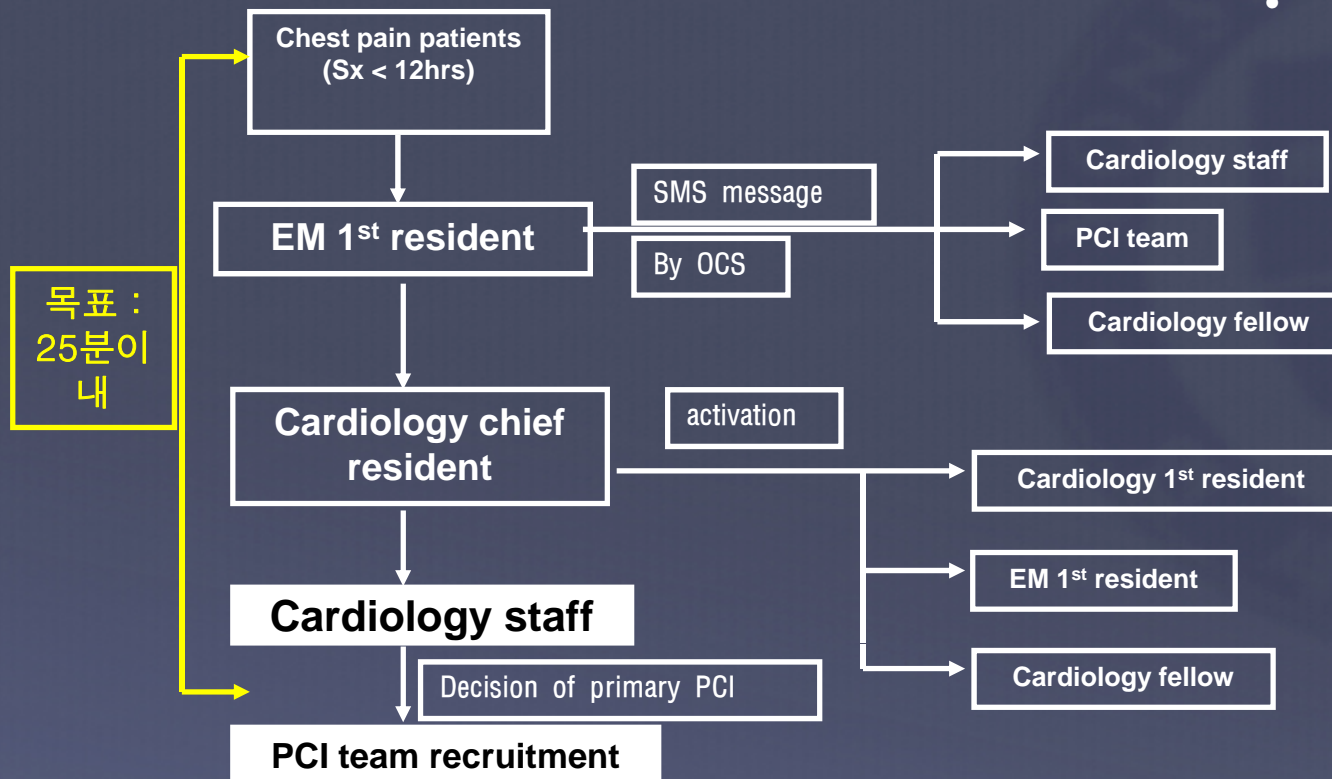 Chest pain patients
(Sx < 12hrs)
EM 1st resident
SMS message
By OCS
Cardiology staff
PCI team
Cardiology fellow
목표 :
25분이
내
Cardiology chief
resident
activation
Cardiology 1st resident
EM 1st resident
Cardiology fellow
Cardiology staff
Decision of primary PCI
PCI team recruitment